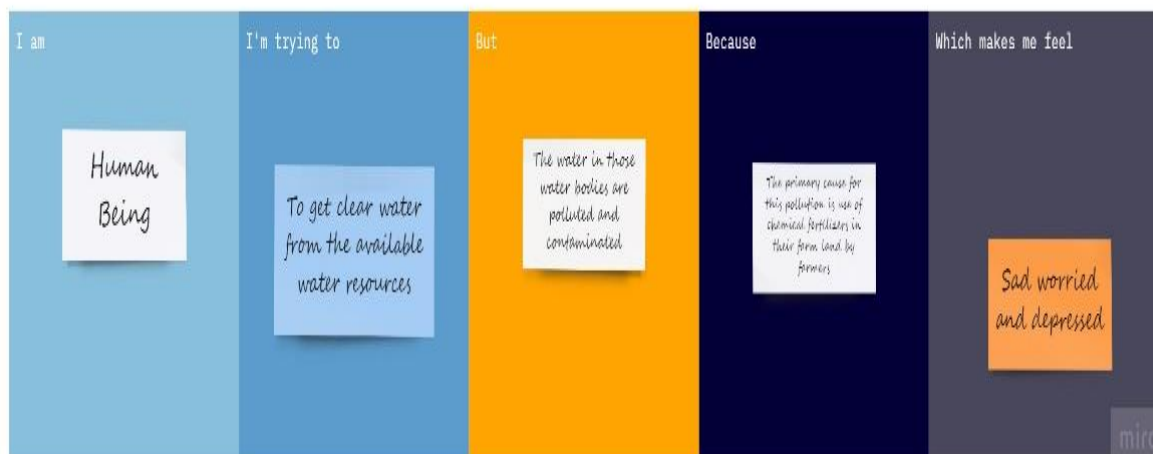 I am
Human
Being
I'm trying to
To get clear water
from the available
water resources
But
The water in those
water bodies are
polluted and
contaminated
Because
The primary cause for
this pollution is use of
chemical fertilizers in
their farm land by
farmers
Which makes me feel
Sad worried
and depressed